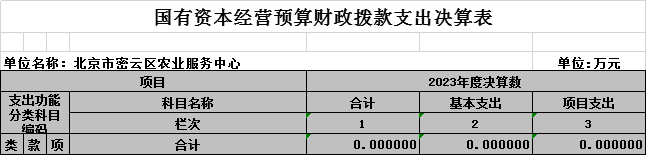 国有资本经营预算财政拨款支出决算表
单位名称：北京市密云区农业服务中心 单位:万元
项目 2023年度决算数
支出功能分类科目编码 科目名称 合计 基本支出 项目支出
栏次 1 2 3
类 款 项 合计 0.000000 0.000000 0.000000